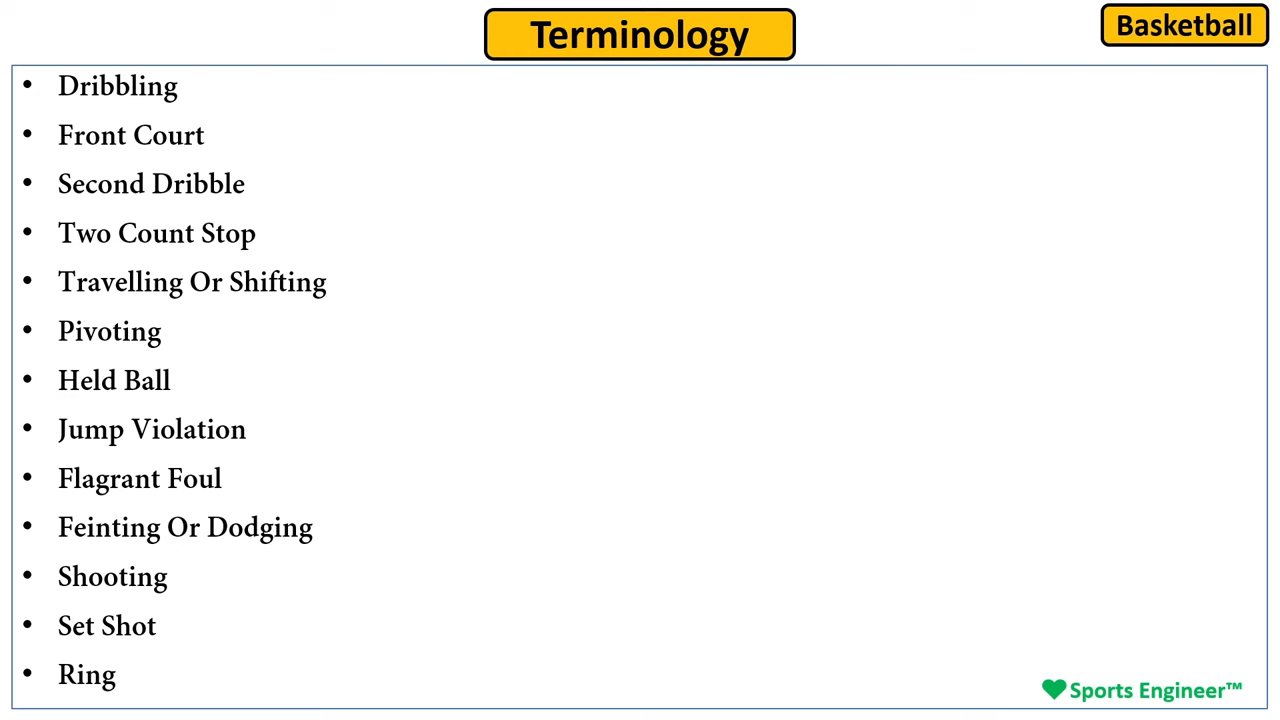 Terminology
Basketball
• Dribbling
• Front Court
• Second Dribble
• Two Count Stop
• Travelling Or Shifting
• Pivoting
• Held Ball
• Jump Violation
• Flagrant Foul
• Feinting Or Dodging
• Shooting
• Set Shot
• Ring
Sports Engineer™